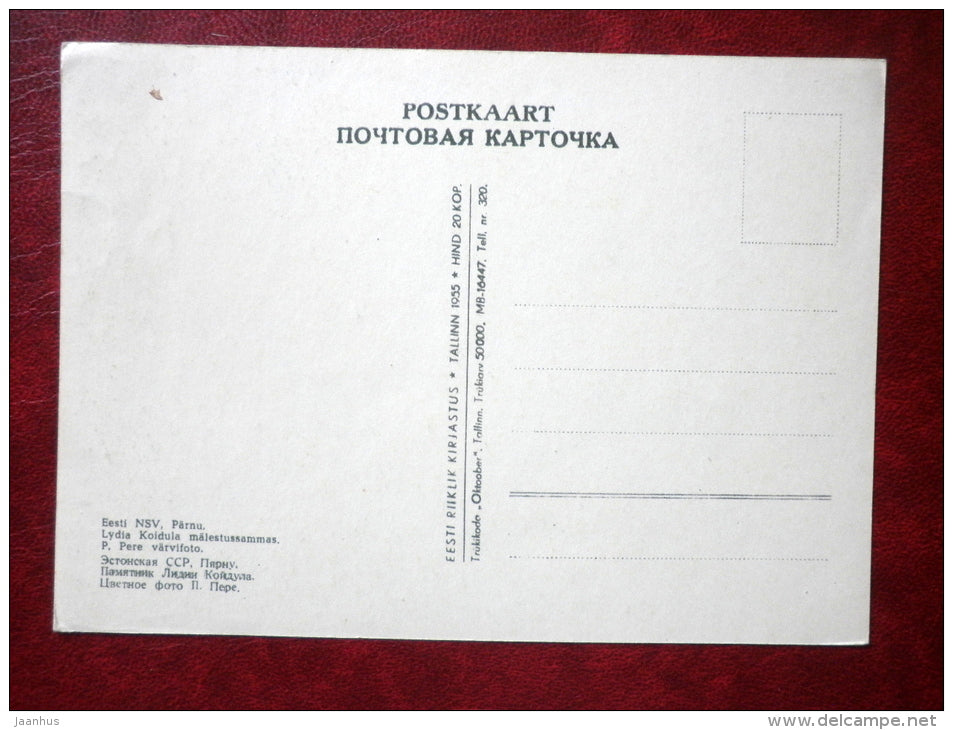 POSTKAART
ПОЧТОВАЯ КАРТОЧКА
EESTI RIIKLIK KIRJASTUS * TALLINN 1955 * HIND 20 KOP.
Trükikoda „Oktoober“, Tallinn. Trükiarv 50 000. MB-16447. Tell. nr. 320.
Eesti NSV, Pärnu.
Lydia Koidula mälestussammas.
P. Pere värvifoto.
Эстонская ССР, Пярну.
Памятник Лидии Койдула.
Цветное фото П. Пере.
Jaanhus
delcampe.net